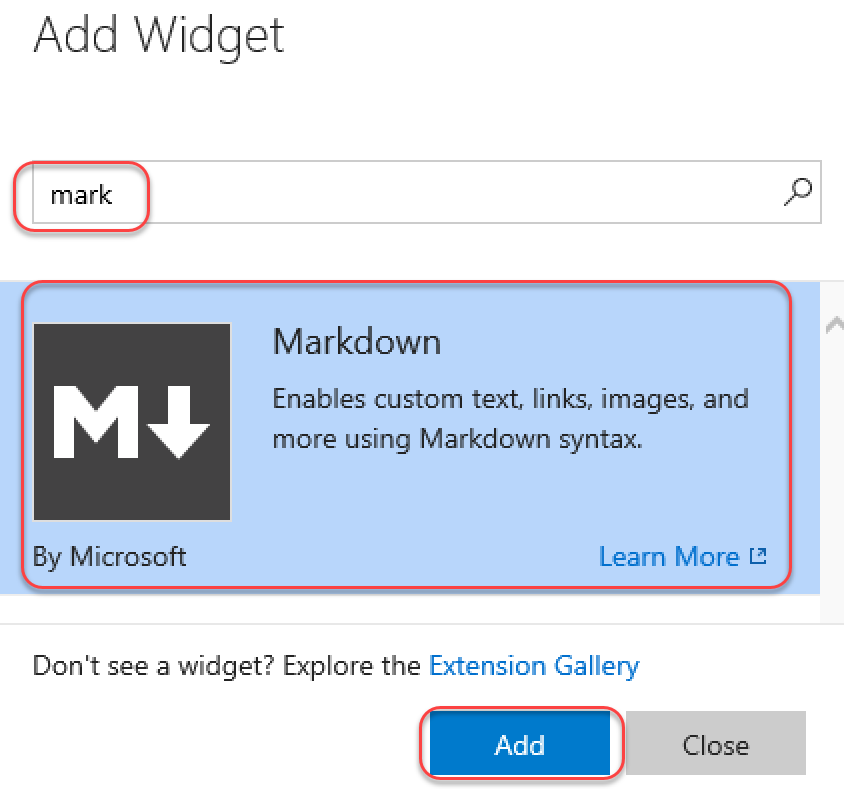 Add Widget
mark
M
Markdown
Enables custom text, links, images, and
more using Markdown syntax.
By Microsoft
Learn More
Don't see a widget? Explore the Extension Gallery
Add
Close